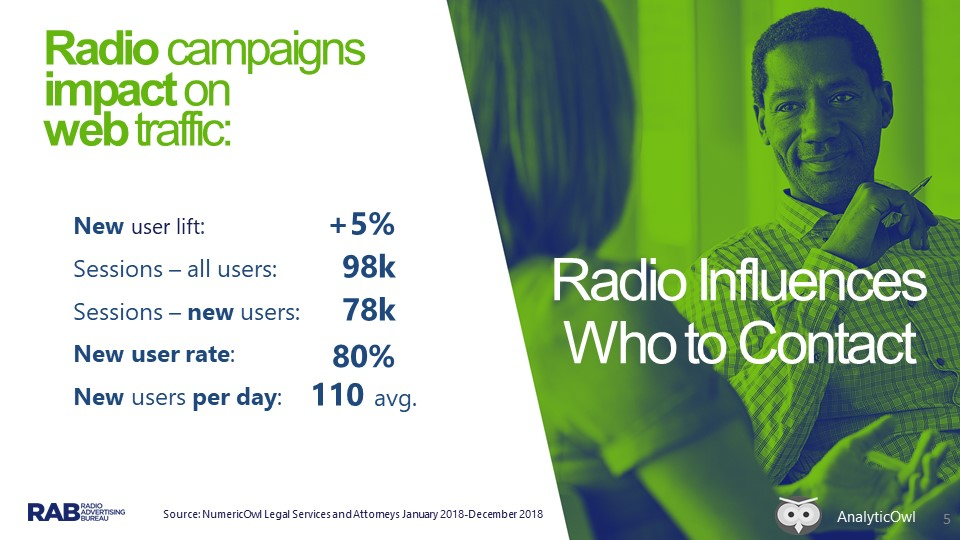 Radio campaigns
impact on
web traffic:
New user lift: +5%
Sessions – all users: 98k
Sessions – new users: 78k
New user rate: 80%
New users per day: 110 avg.
Radio Influences
Who to Contact
RAB RADIO
ADVERTISING
BUREAU
Source: NumericOwl Legal Services and Attorneys January 2018-December 2018
AnalyticOwl
5